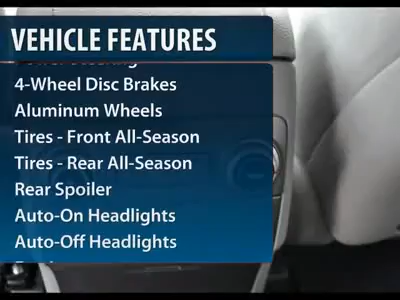 VEHICLE FEATURES
4-Wheel Disc Brakes
Aluminum Wheels
Tires - Front All-Season
Tires - Rear All-Season
Rear Spoiler
Auto-On Headlights
Auto-Off Headlights